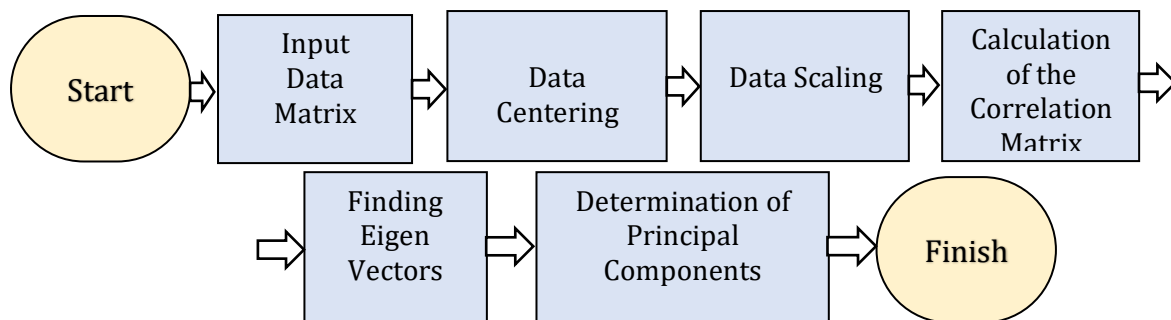 Start
Input
Data
Matrix
Data
Centering
Data Scaling
Calculation
of the
Correlation
Matrix
Finding
Eigen
Vectors
Determination of
Principal
Components
Finish